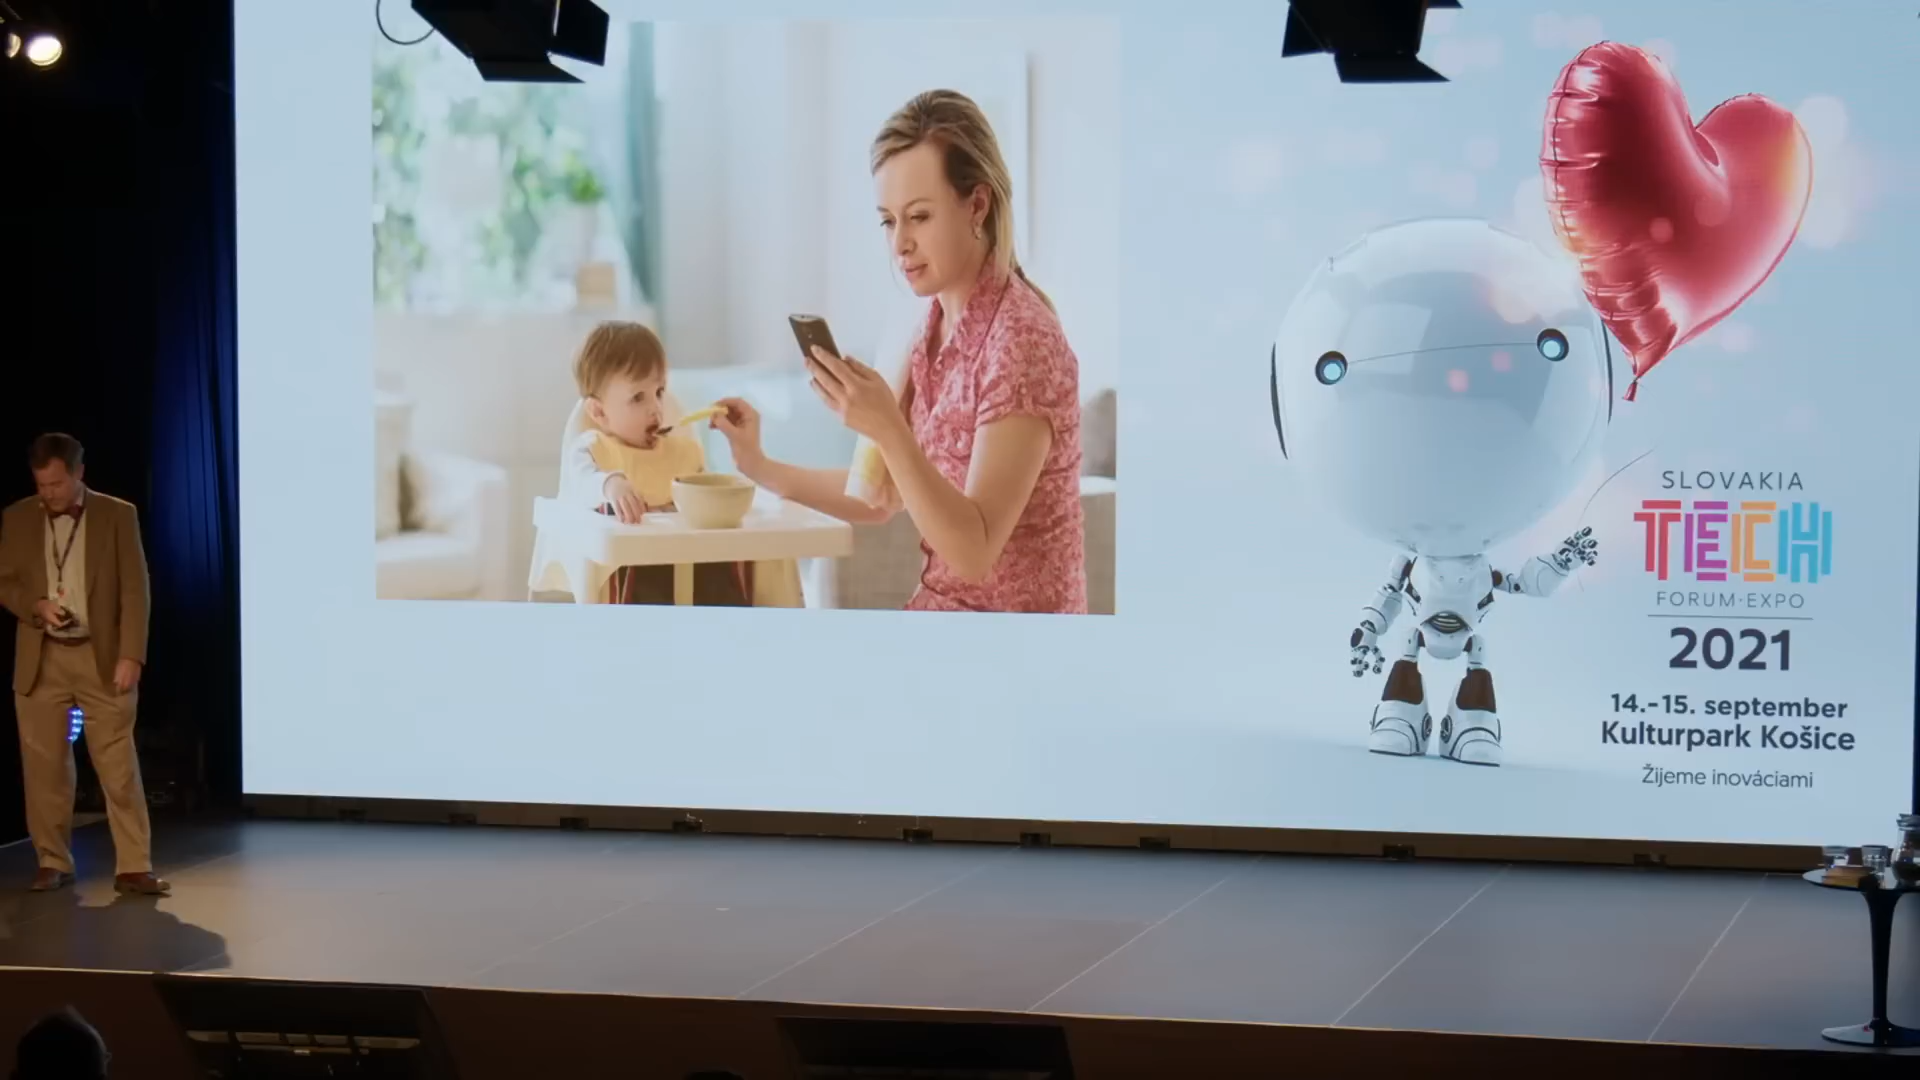 SLOVAKIA
TECH
FORUM·EXPO
2021
14.-15. september
Kulturpark Košice
Žijeme inováciami